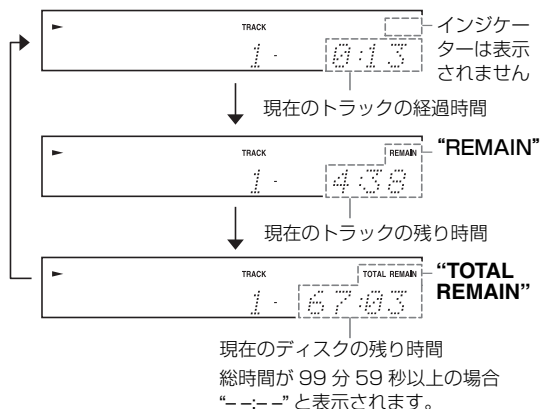 TRACK
1 - 0:13
インジケー
ターは表示
されません
現在のトラックの経過時間
TRACK REMAIN
1 - 4:38
“REMAIN”
現在のトラックの残り時間
TRACK TOTAL REMAIN
1 - 67:03
“TOTAL
REMAIN”
現在のディスクの残り時間
総時間が 99 分 59 秒以上の場合
“– –:– –” と表示されます。